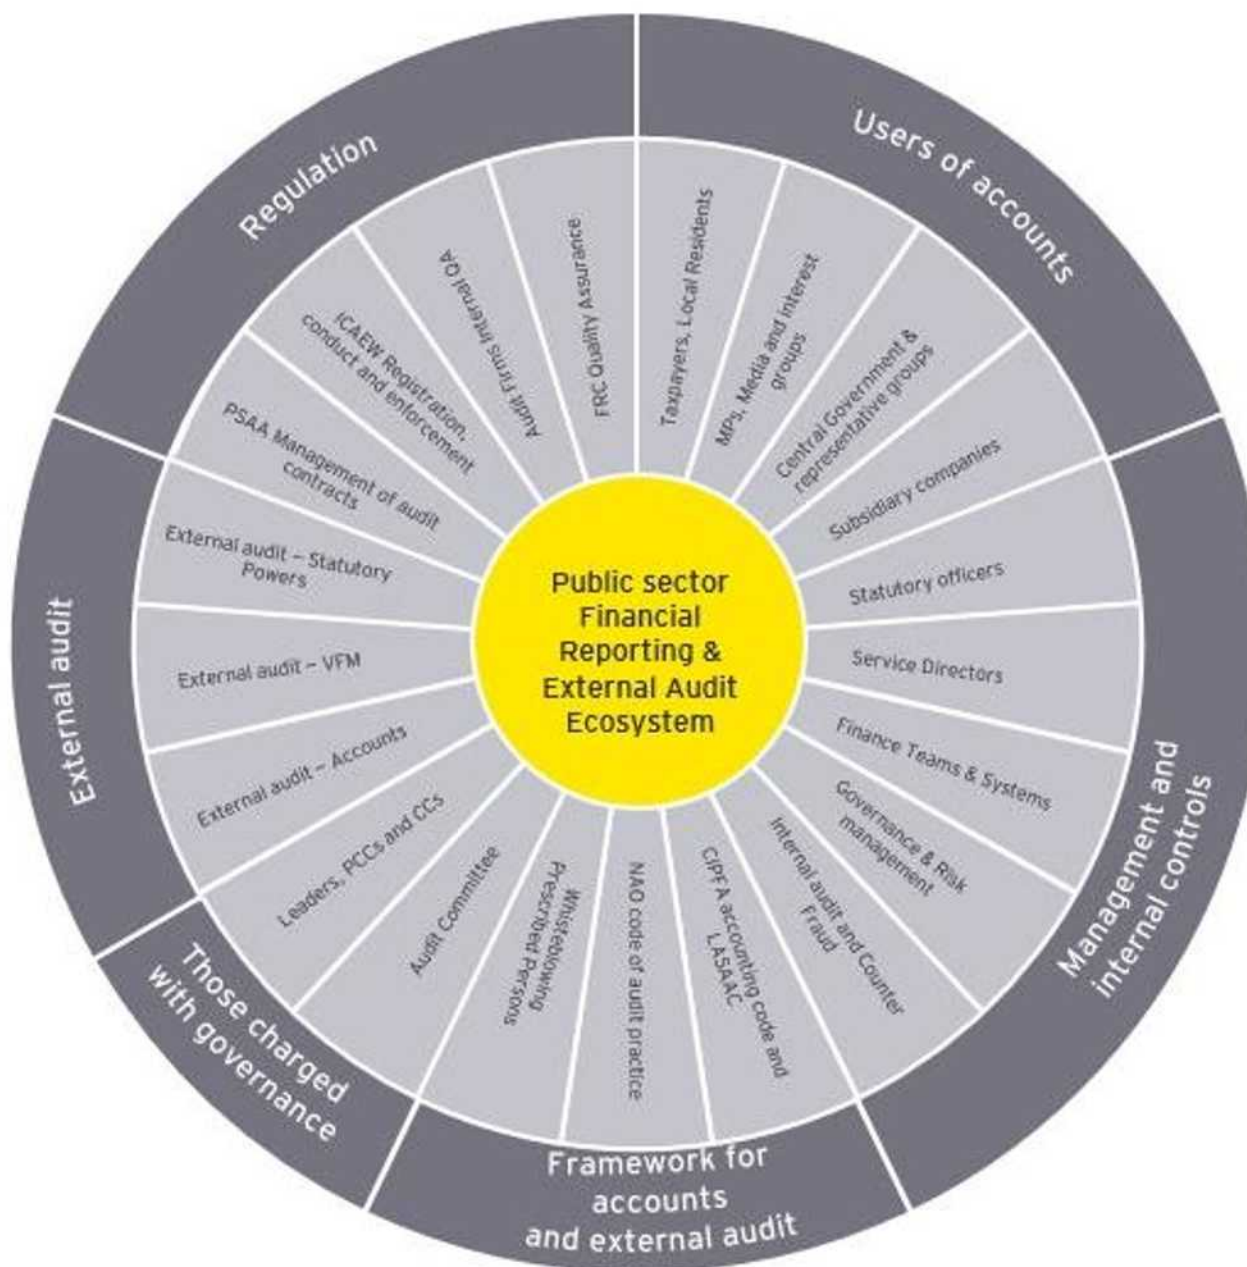 Public sector
Financial
Reporting &
External Audit
Ecosystem
Users of accounts
Taxpayers, Local Residents
MPs, Media and interest
groups
Central Government &
representative groups
Subsidiary companies
Management and
internal controls
Statutory officers
Service Directors
Finance Teams & Systems
Governance & Risk
management
Internal audit and Counter
Fraud
Framework for
accounts
and external audit
CIPFA accounting code and
LASAAC
NAO code of audit practice
Whisteblowing
Prescribed Persons
Those charged
with governance
Audit Committee
Leaders, PCCs and CCs
External audit
External audit – Accounts
External audit – VFM
External audit – Statutory
Powers
Regulation
PSAA Management of audit
contracts
ICAEW Registration,
conduct and enforcement
Audit Firms Internal QA
FRC Quality Assurance